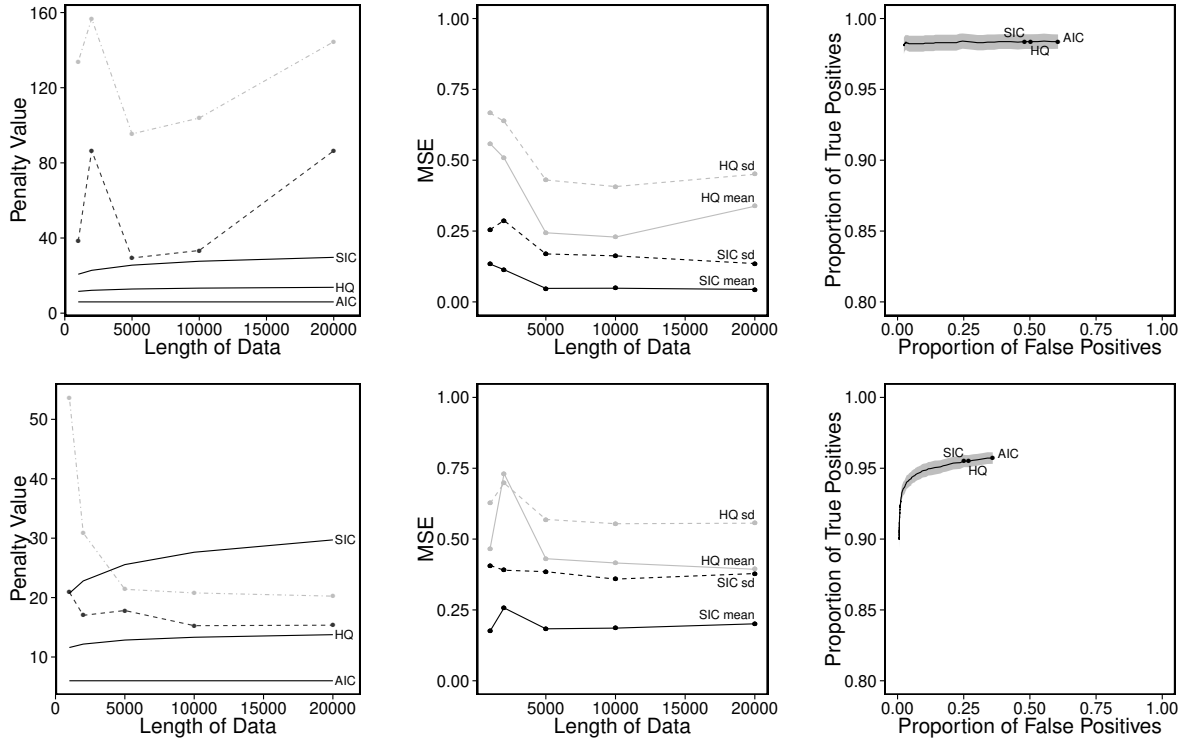 Penalty Value
160
120
80
40
0
SIC
HQ
AIC
0 5000 10000 15000 20000
Length of Data
MSE
1.00
0.75
0.50
0.25
0.00
HQ sd
HQ mean
SIC sd
SIC mean
5000 10000 15000 20000
Length of Data
Proportion of True Positives
1.00
0.95
0.90
0.85
0.80
SIC
AIC
HQ
0.00 0.25 0.50 0.75 1.00
Proportion of False Positives
Penalty Value
50
40
30
20
10
SIC
HQ
AIC
0 5000 10000 15000 20000
Length of Data
MSE
1.00
0.75
0.50
0.25
0.00
HQ sd
HQ mean
SIC sd
SIC mean
5000 10000 15000 20000
Length of Data
Proportion of True Positives
1.00
0.95
0.90
0.85
0.80
SIC
AIC
HQ
0.00 0.25 0.50 0.75 1.00
Proportion of False Positives